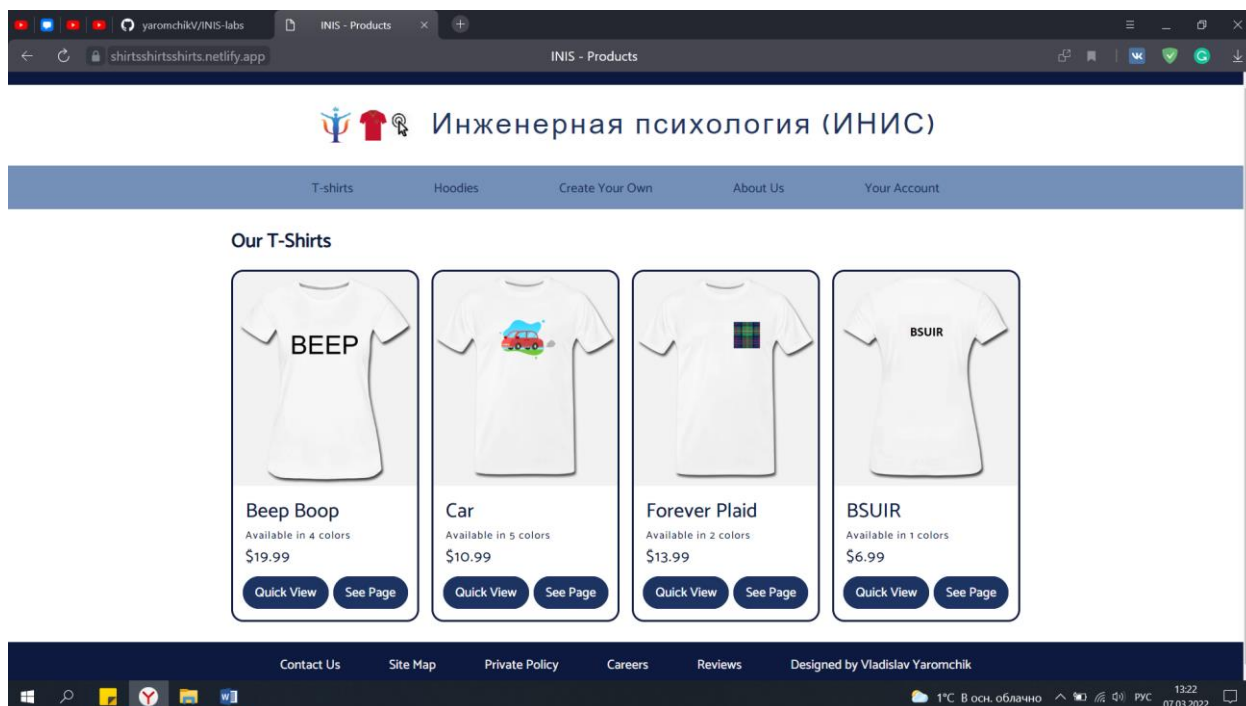 yaromchikV/INIS-labs
INIS - Products
shirtsshirtsshirts.netlify.app
INIS - Products
Инженерная психология (ИНИС)
T-shirts
Hoodies
Create Your Own
About Us
Your Account
Our T-Shirts
BEEP
BSUIR
Beep Boop
Available in 4 colors
$19.99
Quick View
See Page
Car
Available in 5 colors
$10.99
Quick View
See Page
Forever Plaid
Available in 2 colors
$13.99
Quick View
See Page
BSUIR
Available in 1 colors
$6.99
Quick View
See Page
Contact Us
Site Map
Private Policy
Careers
Reviews
Designed by Vladislav Yaromchik
1°C В осн. облачно
РУС
13:22
07.03.2022